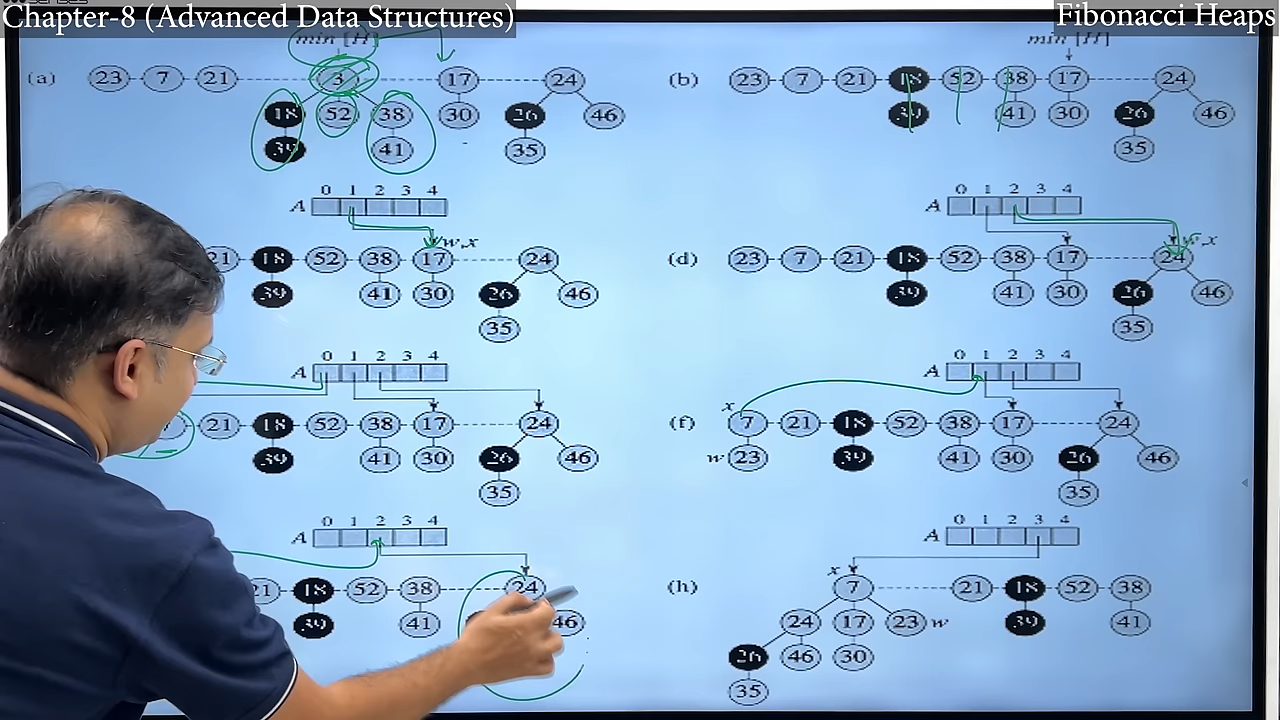 Chapter-8 (Advanced Data Structures)
Fibonacci Heaps
min [H]
(a) 23 7 21 3 17 24
18 52 38 30 26 46
39 41 35
min [H]
(b) 23 7 21 18 52 38 17 24
39 41 30 26 46
35
0 1 2 3 4
A
w,x
21 18 52 38 17 24
39 41 30 26 46
35
0 1 2 3 4
A
w,x
(d) 23 7 21 18 52 38 17 24
39 41 30 26 46
35
0 1 2 3 4
A
21 18 52 38 17 24
39 41 30 26 46
35
0 1 2 3 4
A
x
(f) 7 21 18 52 38 17 24
w 23 39 41 30 26 46
35
0 1 2 3 4
A
21 18 52 38 24
39 41 46
0 1 2 3 4
A
x
(h) 7 21 18 52 38
24 17 23 w 39 41
26 46 30
35